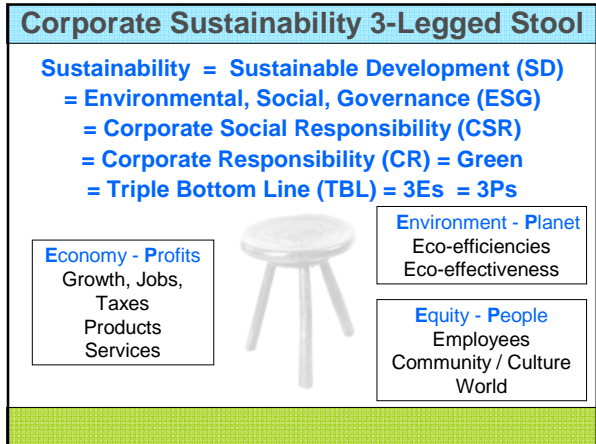 Corporate Sustainability 3-Legged Stool
Sustainability = Sustainable Development (SD)
= Environmental, Social, Governance (ESG)
= Corporate Social Responsibility (CSR)
= Corporate Responsibility (CR) = Green
= Triple Bottom Line (TBL) = 3Es = 3Ps
Economy - Profits
Growth, Jobs,
Taxes
Products
Services
Environment - Planet
Eco-efficiencies
Eco-effectiveness
Equity - People
Employees
Community / Culture
World